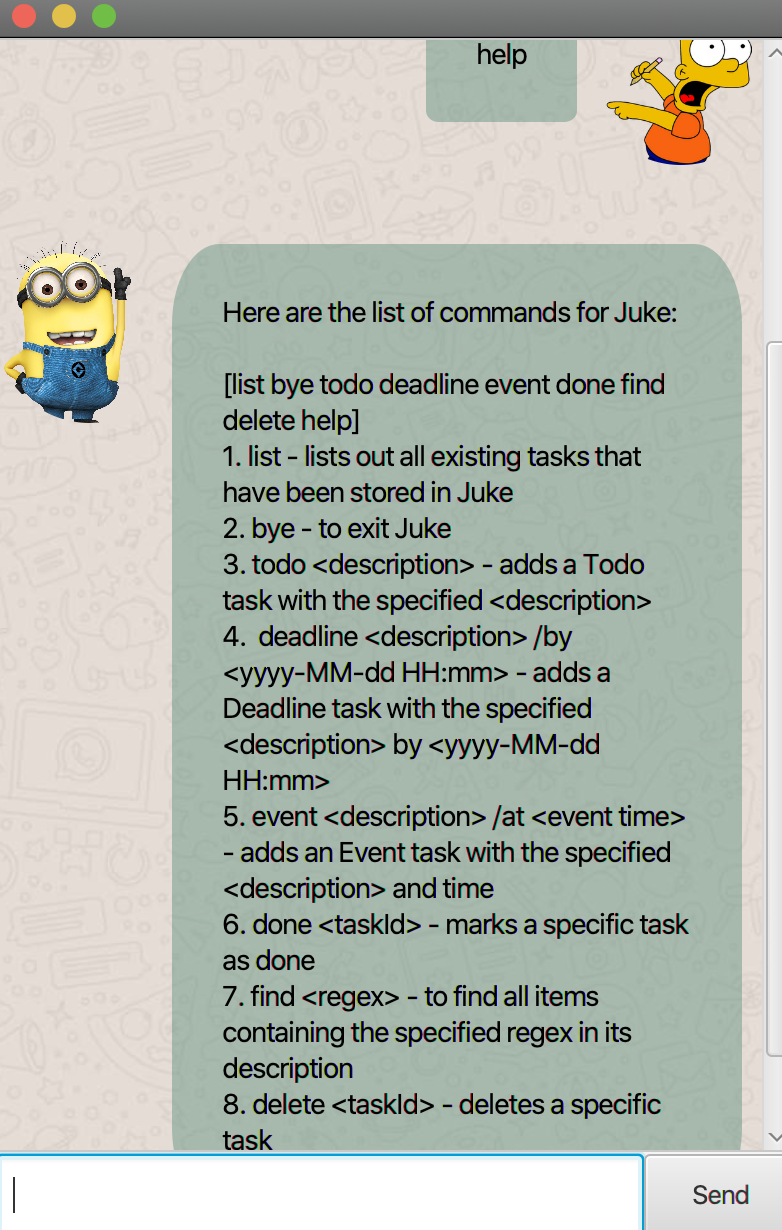 help
Here are the list of commands for Juke:
[list bye todo deadline event done find
delete help]
1. list - lists out all existing tasks that
have been stored in Juke
2. bye - to exit Juke
3. todo <description> - adds a Todo
task with the specified <description>
4.  deadline <description> /by
<yyyy-MM-dd HH:mm> - adds a
Deadline task with the specified
<description> by <yyyy-MM-dd
HH:mm>
5. event <description> /at <event time>
- adds an Event task with the specified
<description> and time
6. done <taskId> - marks a specific task
as done
7. find <regex> - to find all items
containing the specified regex in its
description
8. delete <taskId> - deletes a specific
task
Send